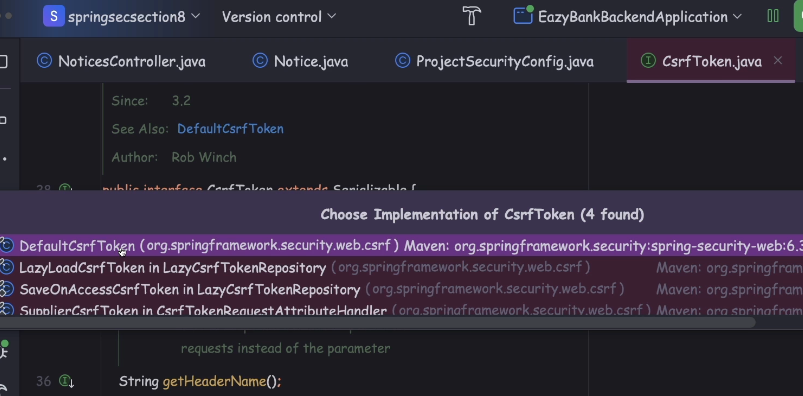 S springsecsection8 Version control EazyBankBackendApplication
NoticesController.java Notice.java ProjectSecurityConfig.java CsrfToken.java
Since: 3.2
See Also: DefaultCsrfToken
Author: Rob Winch
28 public interface CsrfToken extends Serializable {
Choose Implementation of CsrfToken (4 found)
DefaultCsrfToken (org.springframework.security.web.csrf) Maven: org.springframework.security:spring-security-web:6.3
LazyLoadCsrfToken in LazyCsrfTokenRepository (org.springframework.security.web.csrf) Maven: org.springfram
SaveOnAccessCsrfToken in LazyCsrfTokenRepository (org.springframework.security.web.csrf) Maven: org.springfram
SupplierCsrfToken in CsrfTokenRequestAttributeHandler (org.springframework.security.web.csrf) Maven: org.springfram
requests instead of the parameter
36 String getHeaderName();